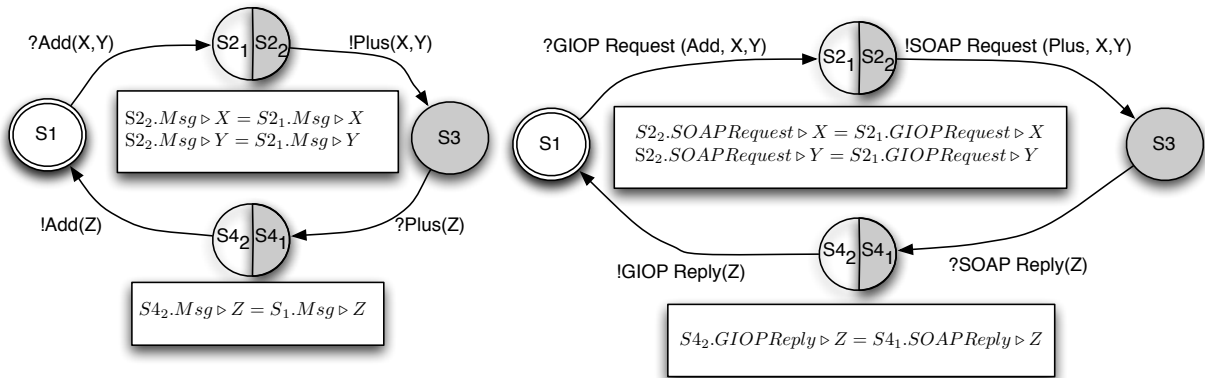 ?Add(X,Y)
S2₁ S2₂
!Plus(X,Y)
S1
S2₂.Msg ▷ X = S2₁.Msg ▷ X
S2₂.Msg ▷ Y = S2₁.Msg ▷ Y
S3
!Add(Z)
S4₂ S4₁
?Plus(Z)
S4₂.Msg ▷ Z = S₁.Msg ▷ Z
?GIOP Request (Add, X,Y)
S2₁ S2₂
!SOAP Request (Plus, X,Y)
S1
S2₂.SOAPRequest ▷ X = S2₁.GIOPRequest ▷ X
S2₂.SOAPRequest ▷ Y = S2₁.GIOPRequest ▷ Y
S3
!GIOP Reply(Z)
S4₂ S4₁
?SOAP Reply(Z)
S4₂.GIOPReply ▷ Z = S4₁.SOAPReply ▷ Z